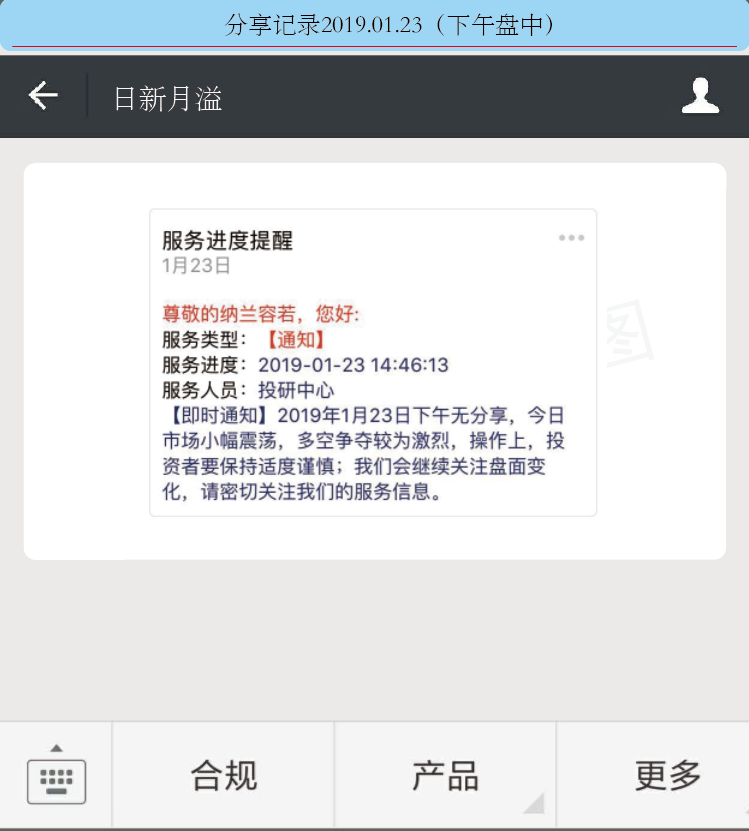 分享记录2019.01.23（下午盘中）
日新月溢
服务进度提醒
1月23日
尊敬的纳兰容若，您好:
服务类型：【通知】
服务进度：2019-01-23 14:46:13
服务人员：投研中心
【即时通知】2019年1月23日下午无分享，今日
市场小幅震荡，多空争夺较为激烈，操作上，投
资者要保持适度谨慎；我们会继续关注盘面变
化，请密切关注我们的服务信息。
图
合规
产品
更多